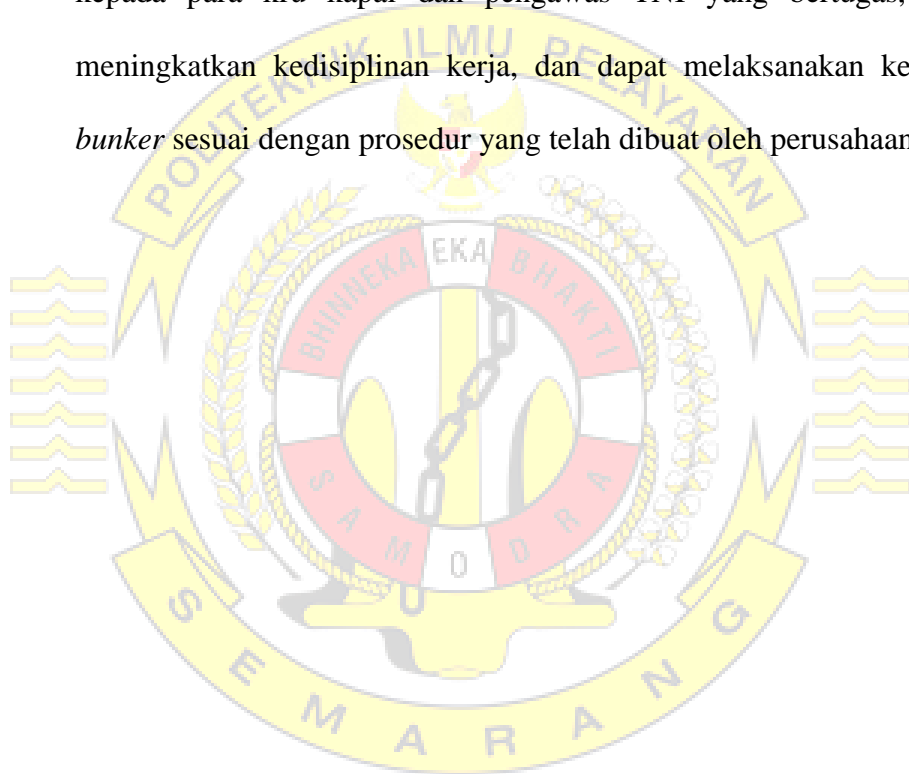 kepada para kru kapal dan pengawas TNI yang bertugas,
meningkatkan kedisiplinan kerja, dan dapat melaksanakan ke
bunker sesuai dengan prosedur yang telah dibuat oleh perusahaan
POLITEKNIK ILMU PELAYARAN
BHINNEKA EKA BHAKTI
SAMODRA
SEMARANG